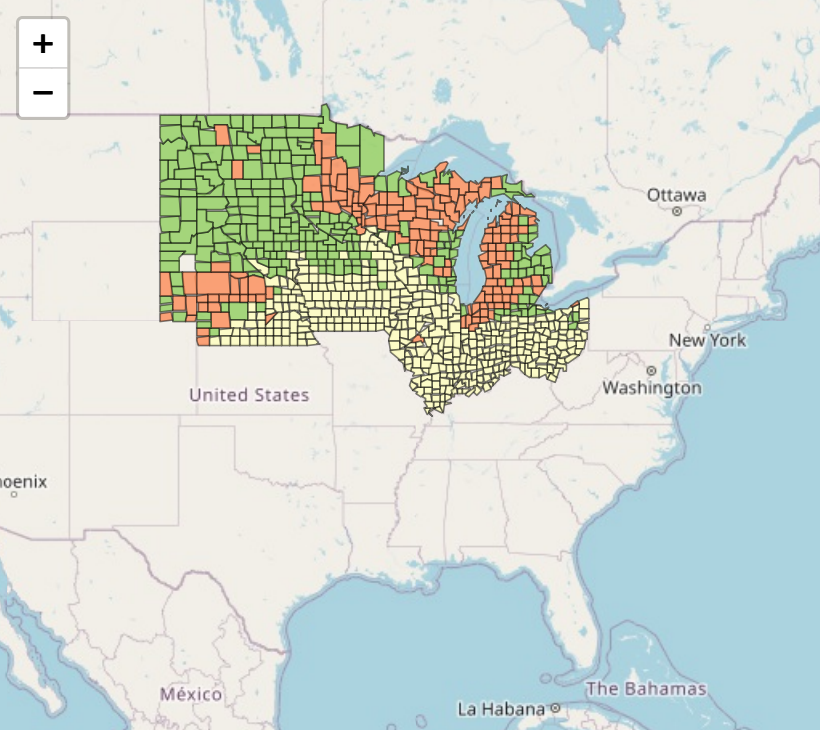 +
−
Ottawa
New York
Washington
United States
hoenix
México
The Bahamas
La Habana